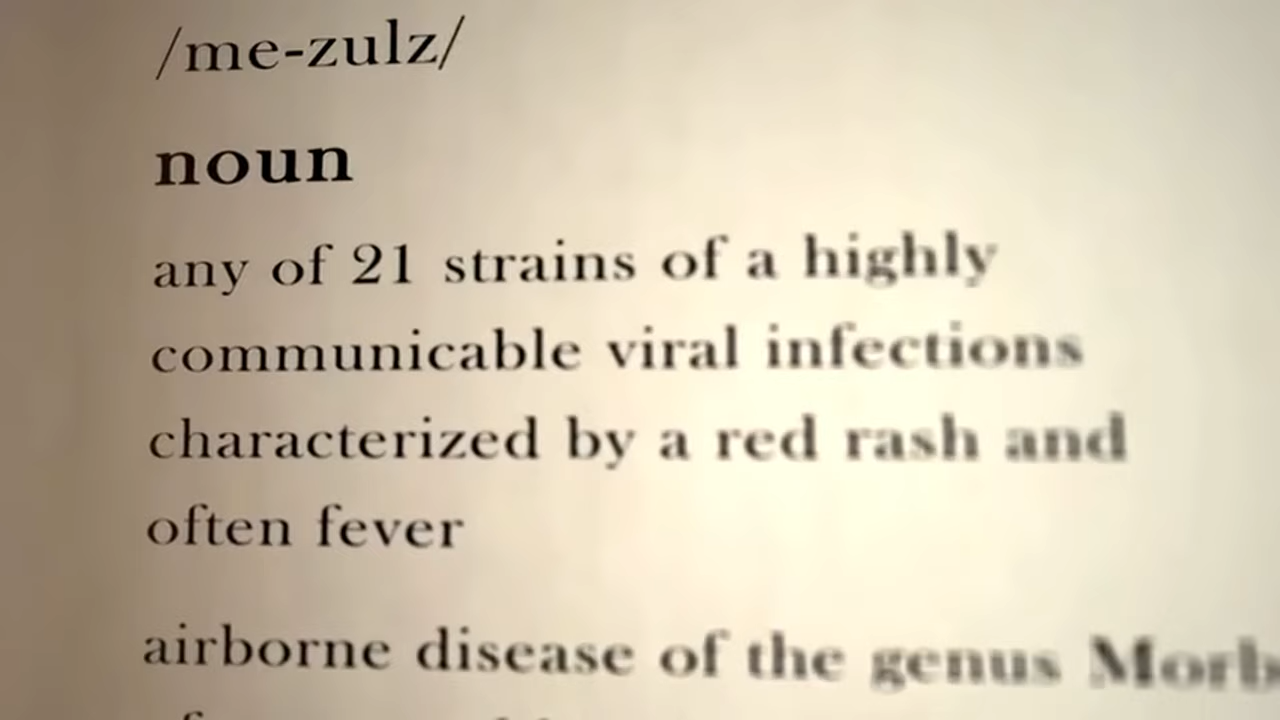 /me-zulz/
noun
any of 21 strains of a highly
communicable viral infections
characterized by a red rash and
often fever
airborne disease of the genus Morb